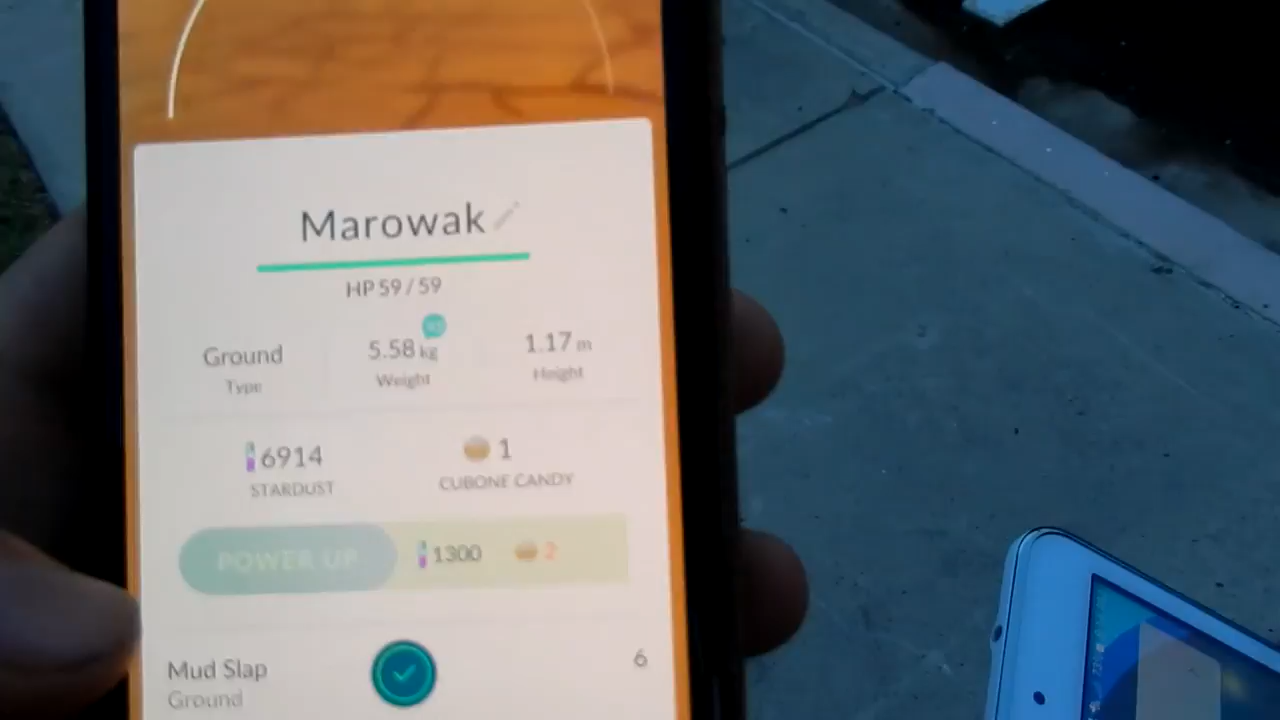 Marowak
HP 59 / 59
XS
Ground
5.58 kg
1.17 m
Type
Weight
Height
6914
1
STARDUST
CUBONE CANDY
POWER UP
1300
2
Mud Slap
6
Ground